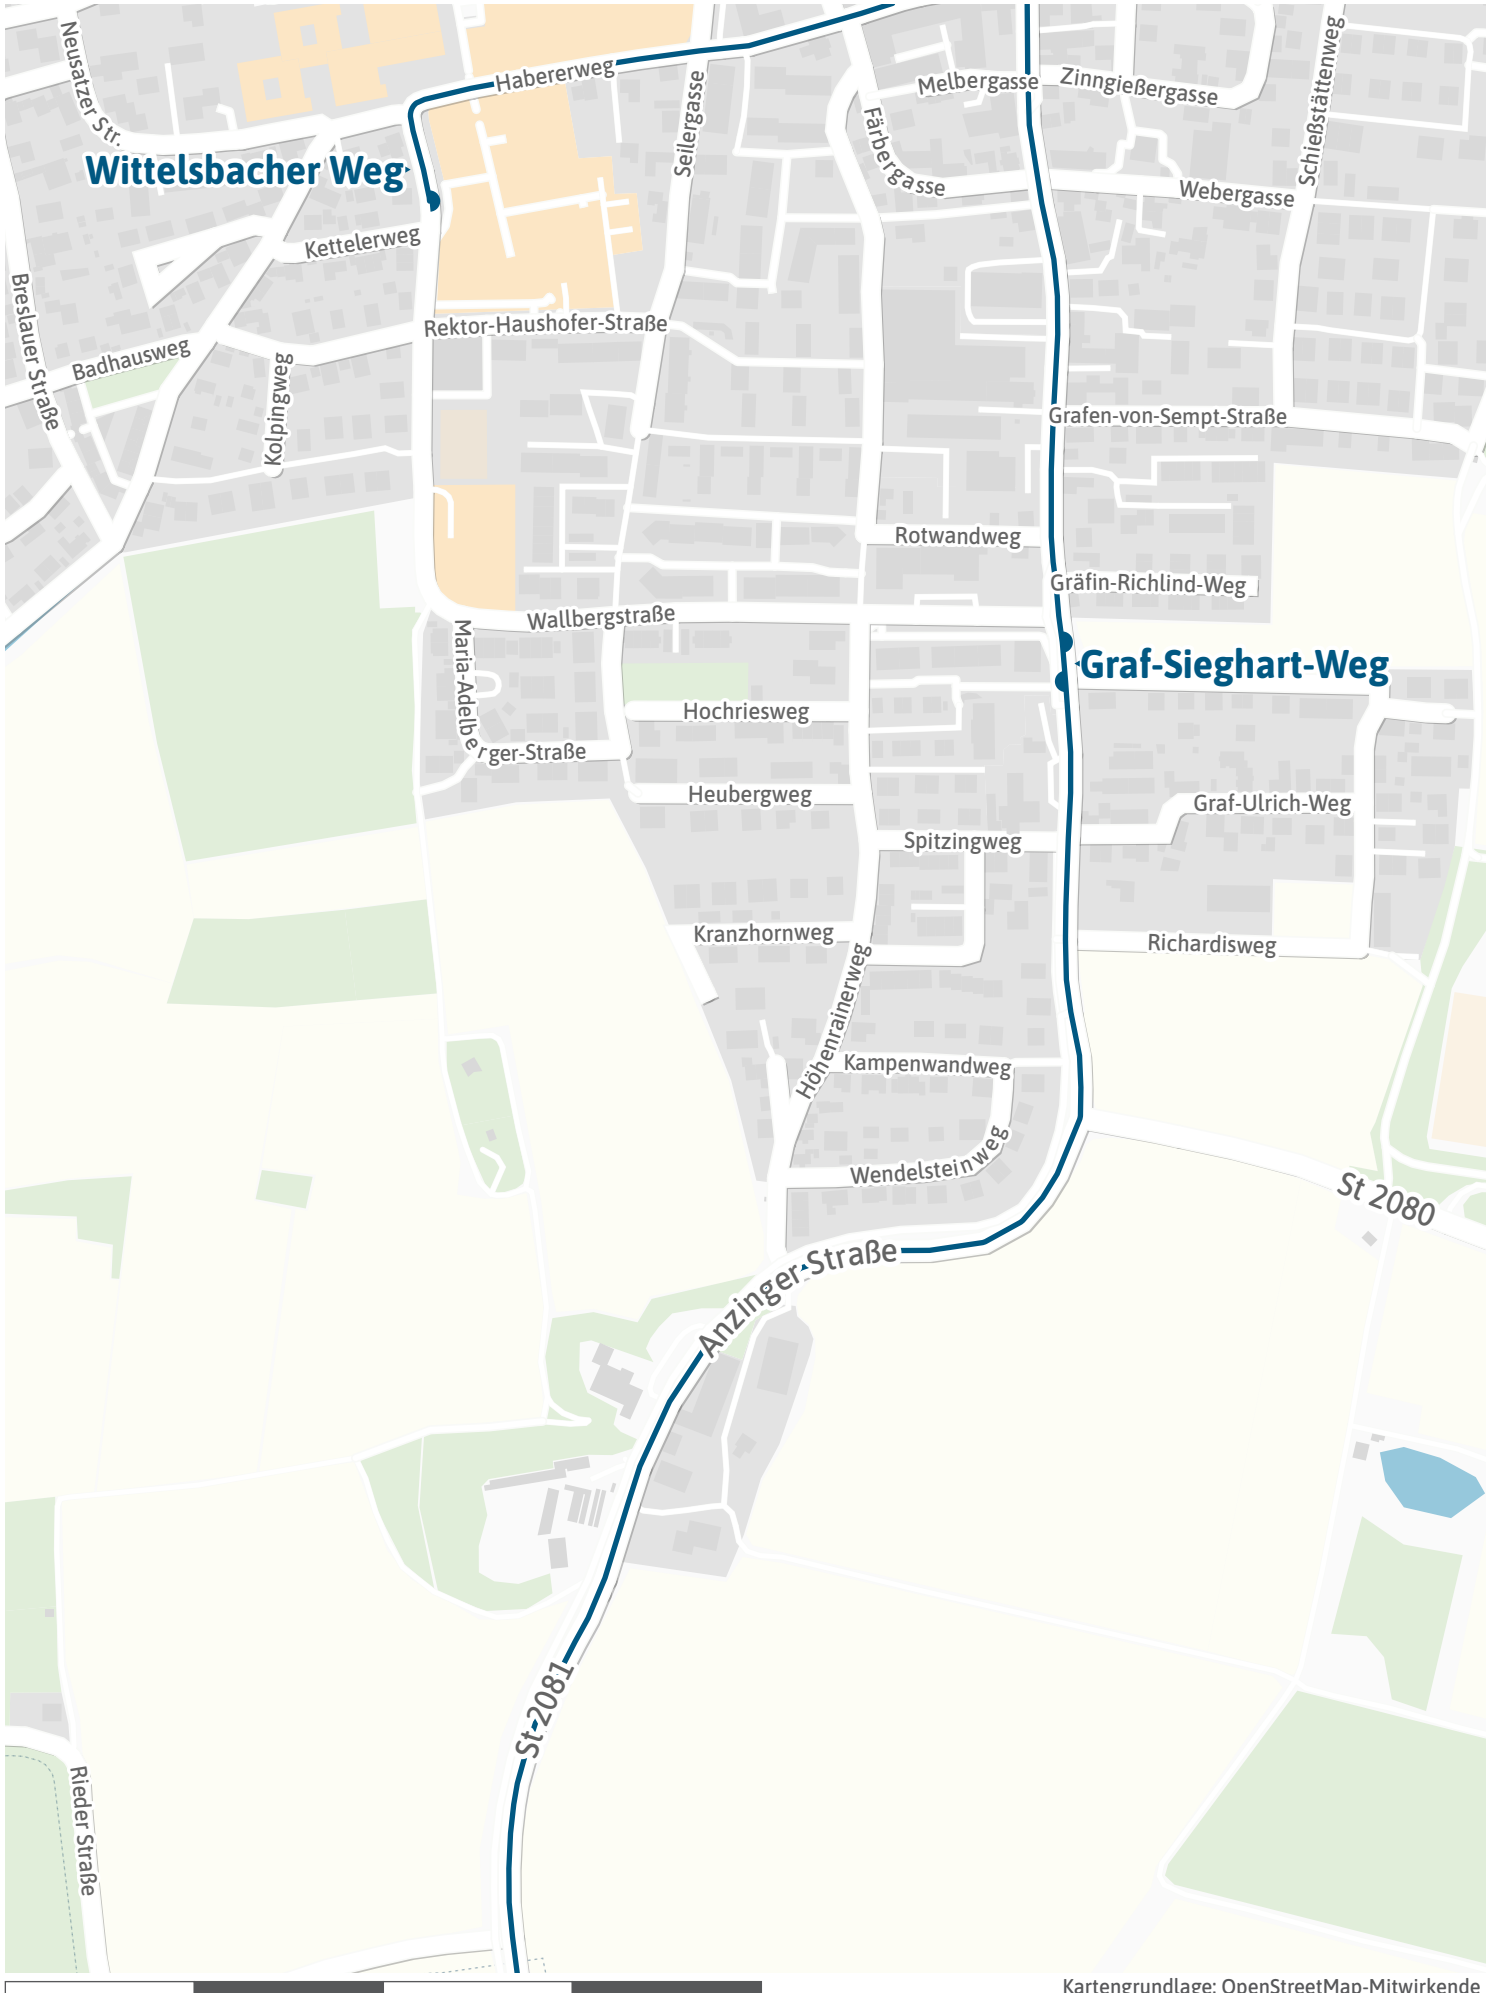 Neusatzer Str.
Habererweg
Seilergasse
Melbergasse
Zinngießergasse
Schießstättenweg
Färbergasse
Webergasse
Wittelsbacher Weg
Kettelerweg
Breslauer Straße
Rektor-Haushofer-Straße
Badhausweg
Kolpingweg
Grafen-von-Sempt-Straße
Rotwandweg
Gräfin-Richlind-Weg
Wallbergstraße
Maria-Adelberger-Straße
Graf-Sieghart-Weg
Hochriesweg
Heubergweg
Graf-Ulrich-Weg
Spitzingweg
Kranzhornweg
Richardisweg
Höhenrainerweg
Kampenwandweg
Wendelsteinweg
St 2080
Anzinger Straße
St 2081
Rieder Straße
Kartengrundlage: OpenStreetMap-Mitwirkende